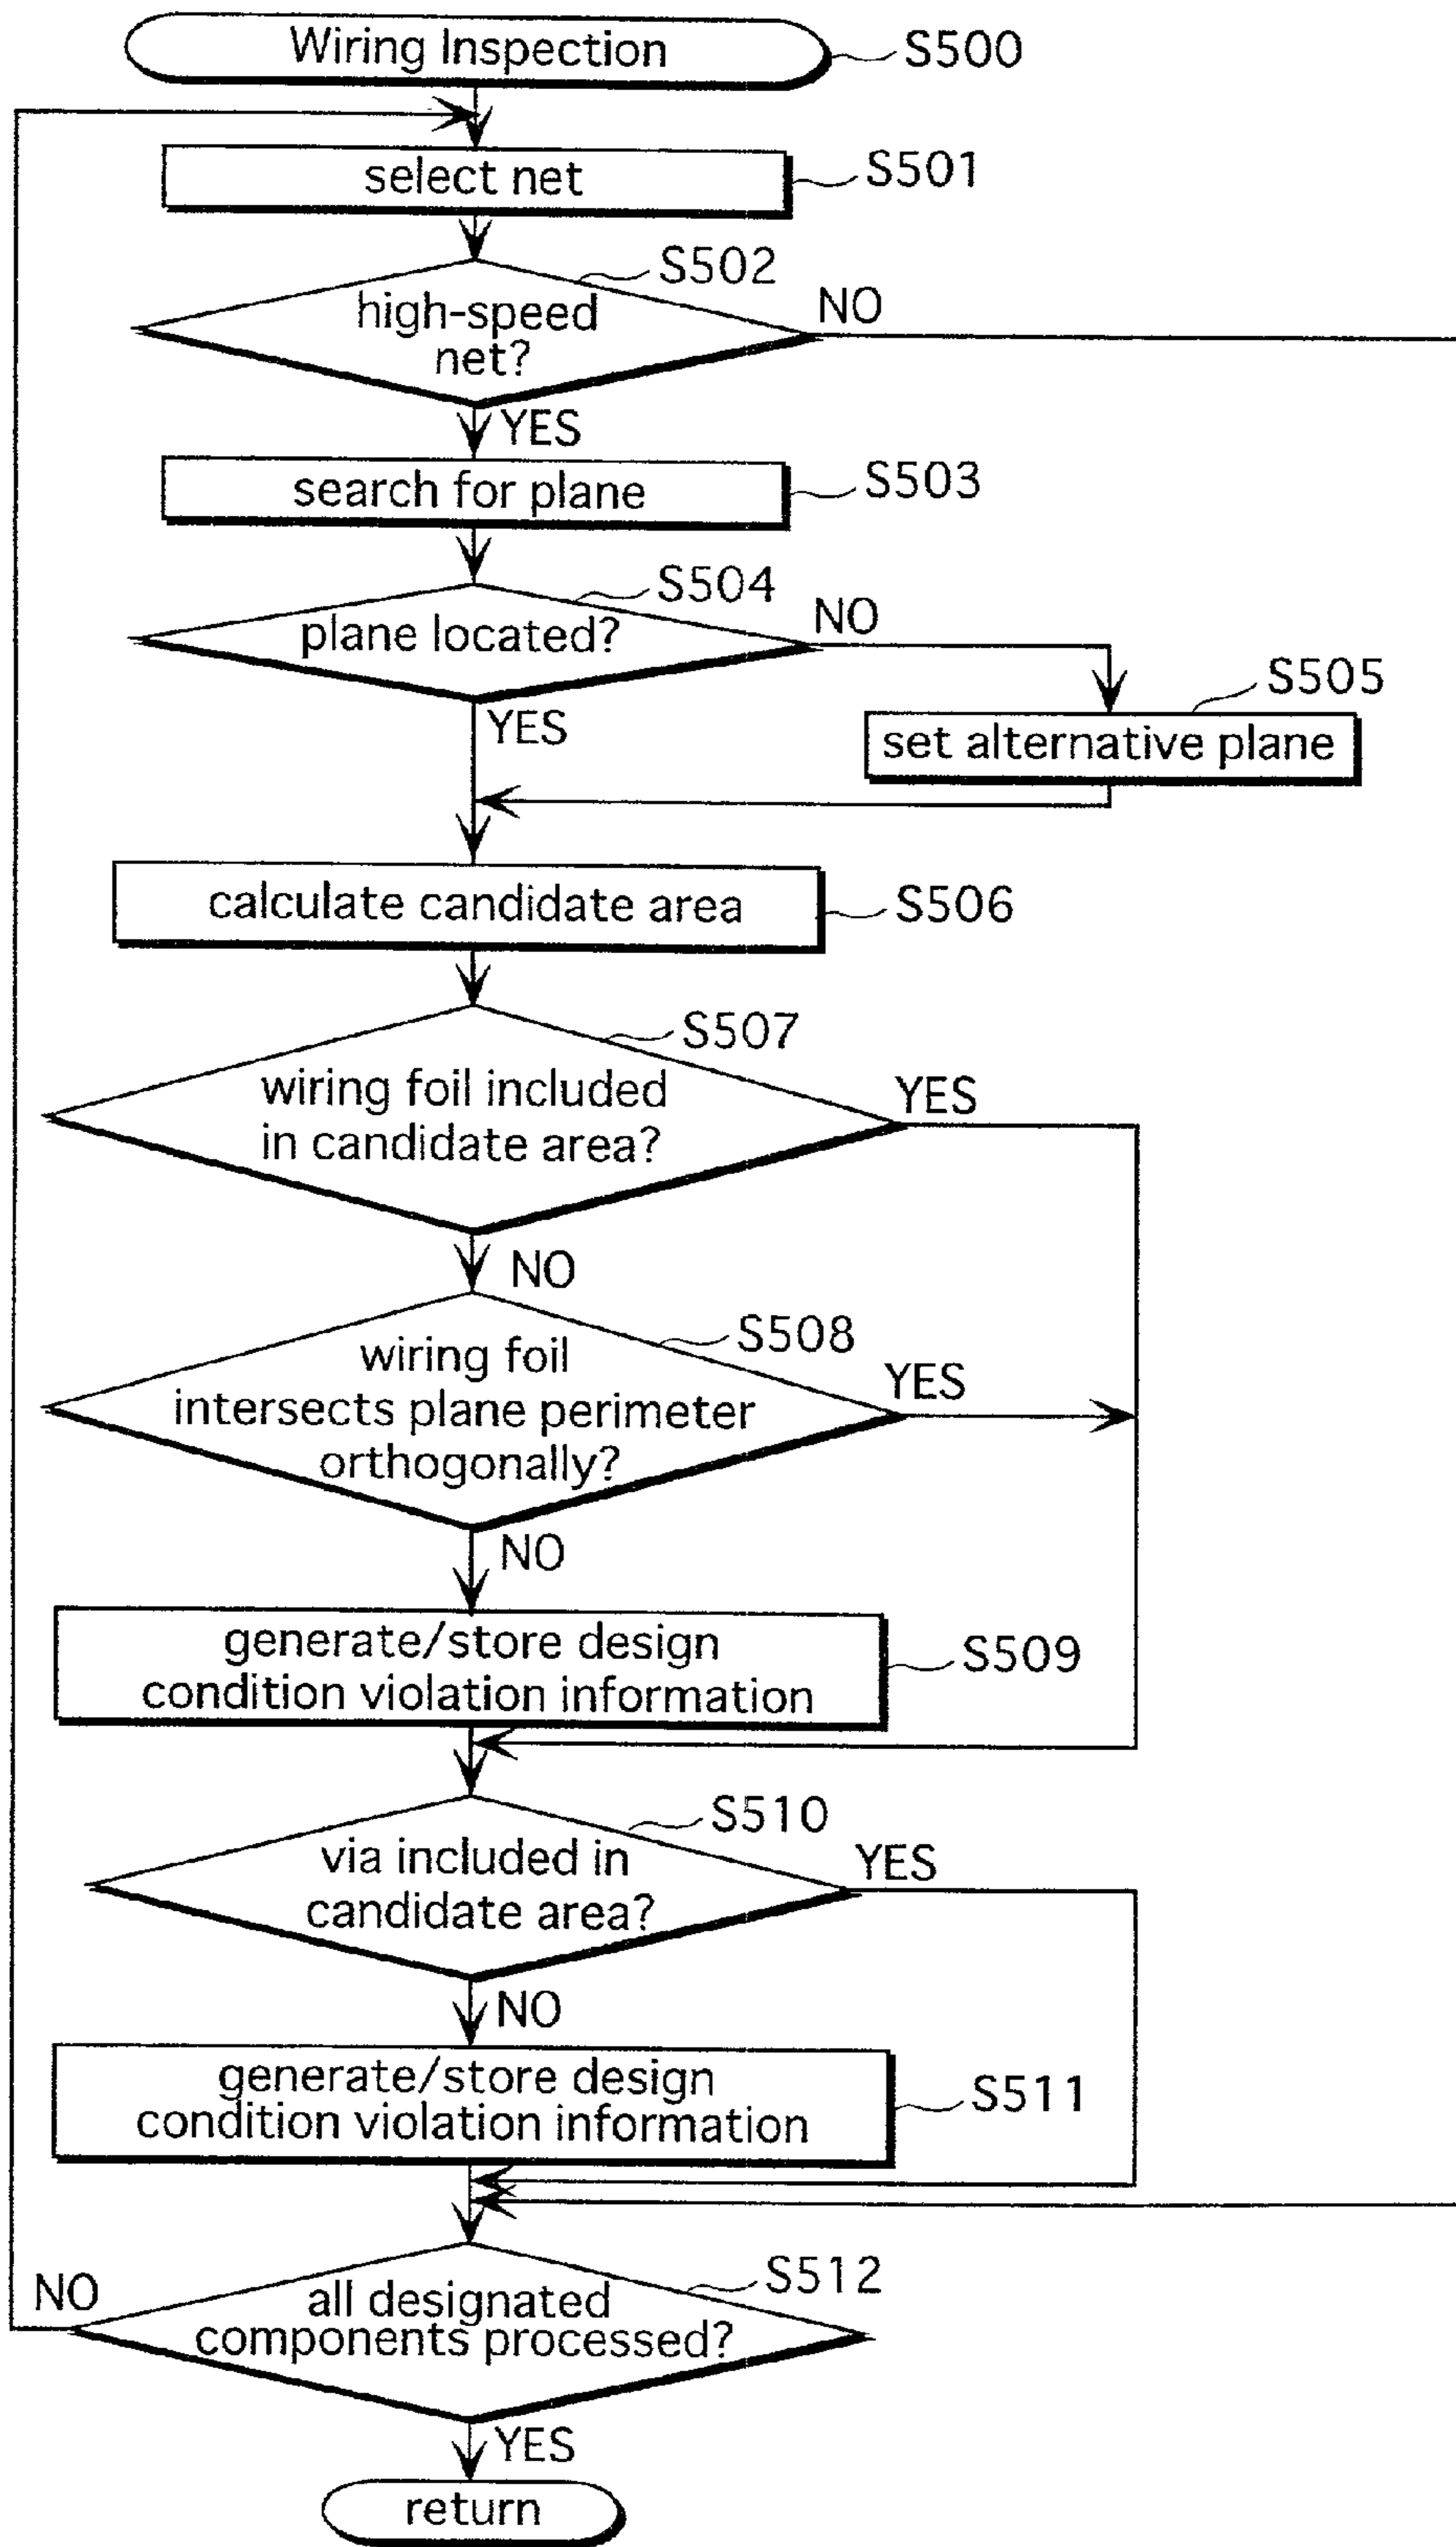 Wiring Inspection
S500
select net
S501
S502
high-speed
net?
NO
YES
search for plane
S503
S504
plane located?
NO
YES
S505
set alternative plane
calculate candidate area
S506
S507
wiring foil included
in candidate area?
YES
NO
S508
wiring foil
intersects plane perimeter
orthogonally?
YES
NO
generate/store design
condition violation information
S509
S510
via included in
candidate area?
YES
NO
generate/store design
condition violation information
S511
S512
all designated
components processed?
NO
YES
return